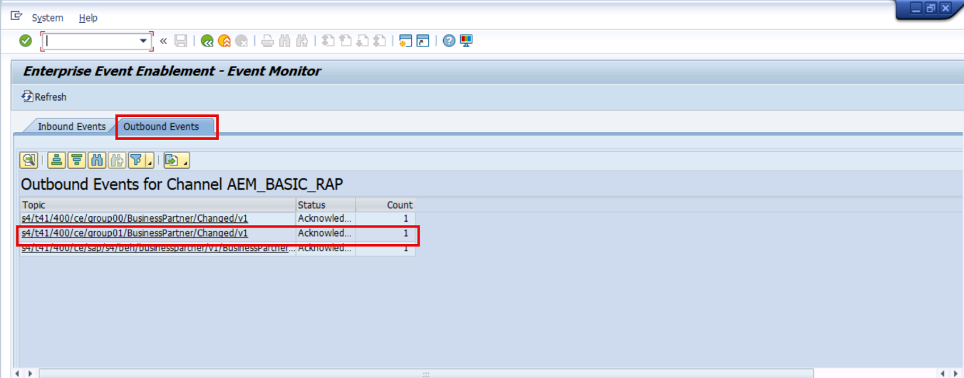 System Help
Enterprise Event Enablement - Event Monitor
Refresh
Inbound Events Outbound Events
Outbound Events for Channel AEM_BASIC_RAP
Topic Status Count
s4/t41/400/ce/group00/BusinessPartner/Changed/v1 Acknowled... 1
s4/t41/400/ce/group01/BusinessPartner/Changed/v1 Acknowled... 1
s4/t41/400/ce/sap/s4/beh/businesspartner/v1/BusinessPartner... Acknowled... 1